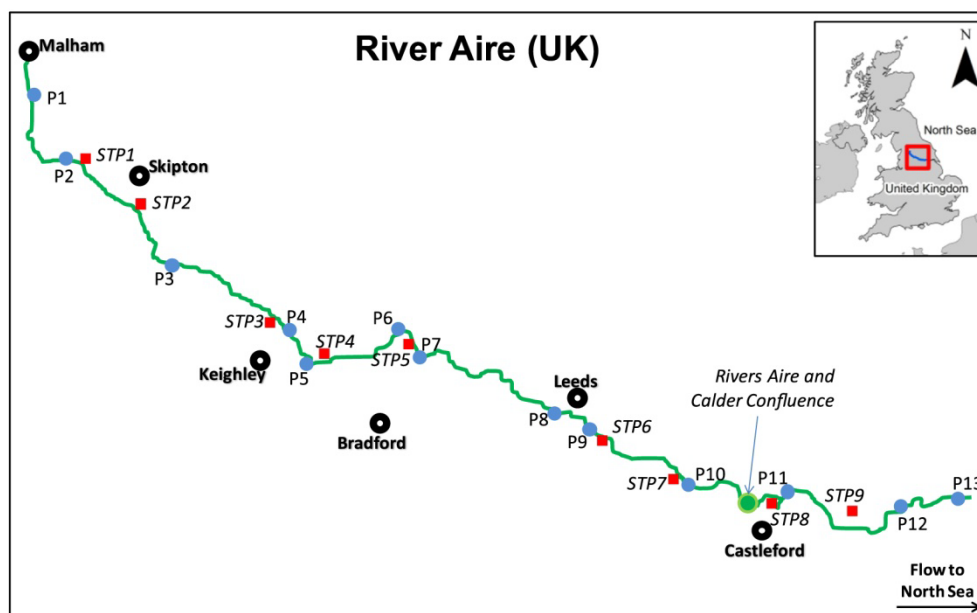 River Aire (UK)
Malham
P1
P2
STP1
Skipton
STP2
P3
STP3
P4
Keighley
P5
STP4
P6
STP5
P7
Bradford
Leeds
P8
P9
STP6
Rivers Aire and
Calder Confluence
STP7
P10
P11
STP8
Castleford
STP9
P12
P13
Flow to
North Sea
N
North Sea
United Kingdom